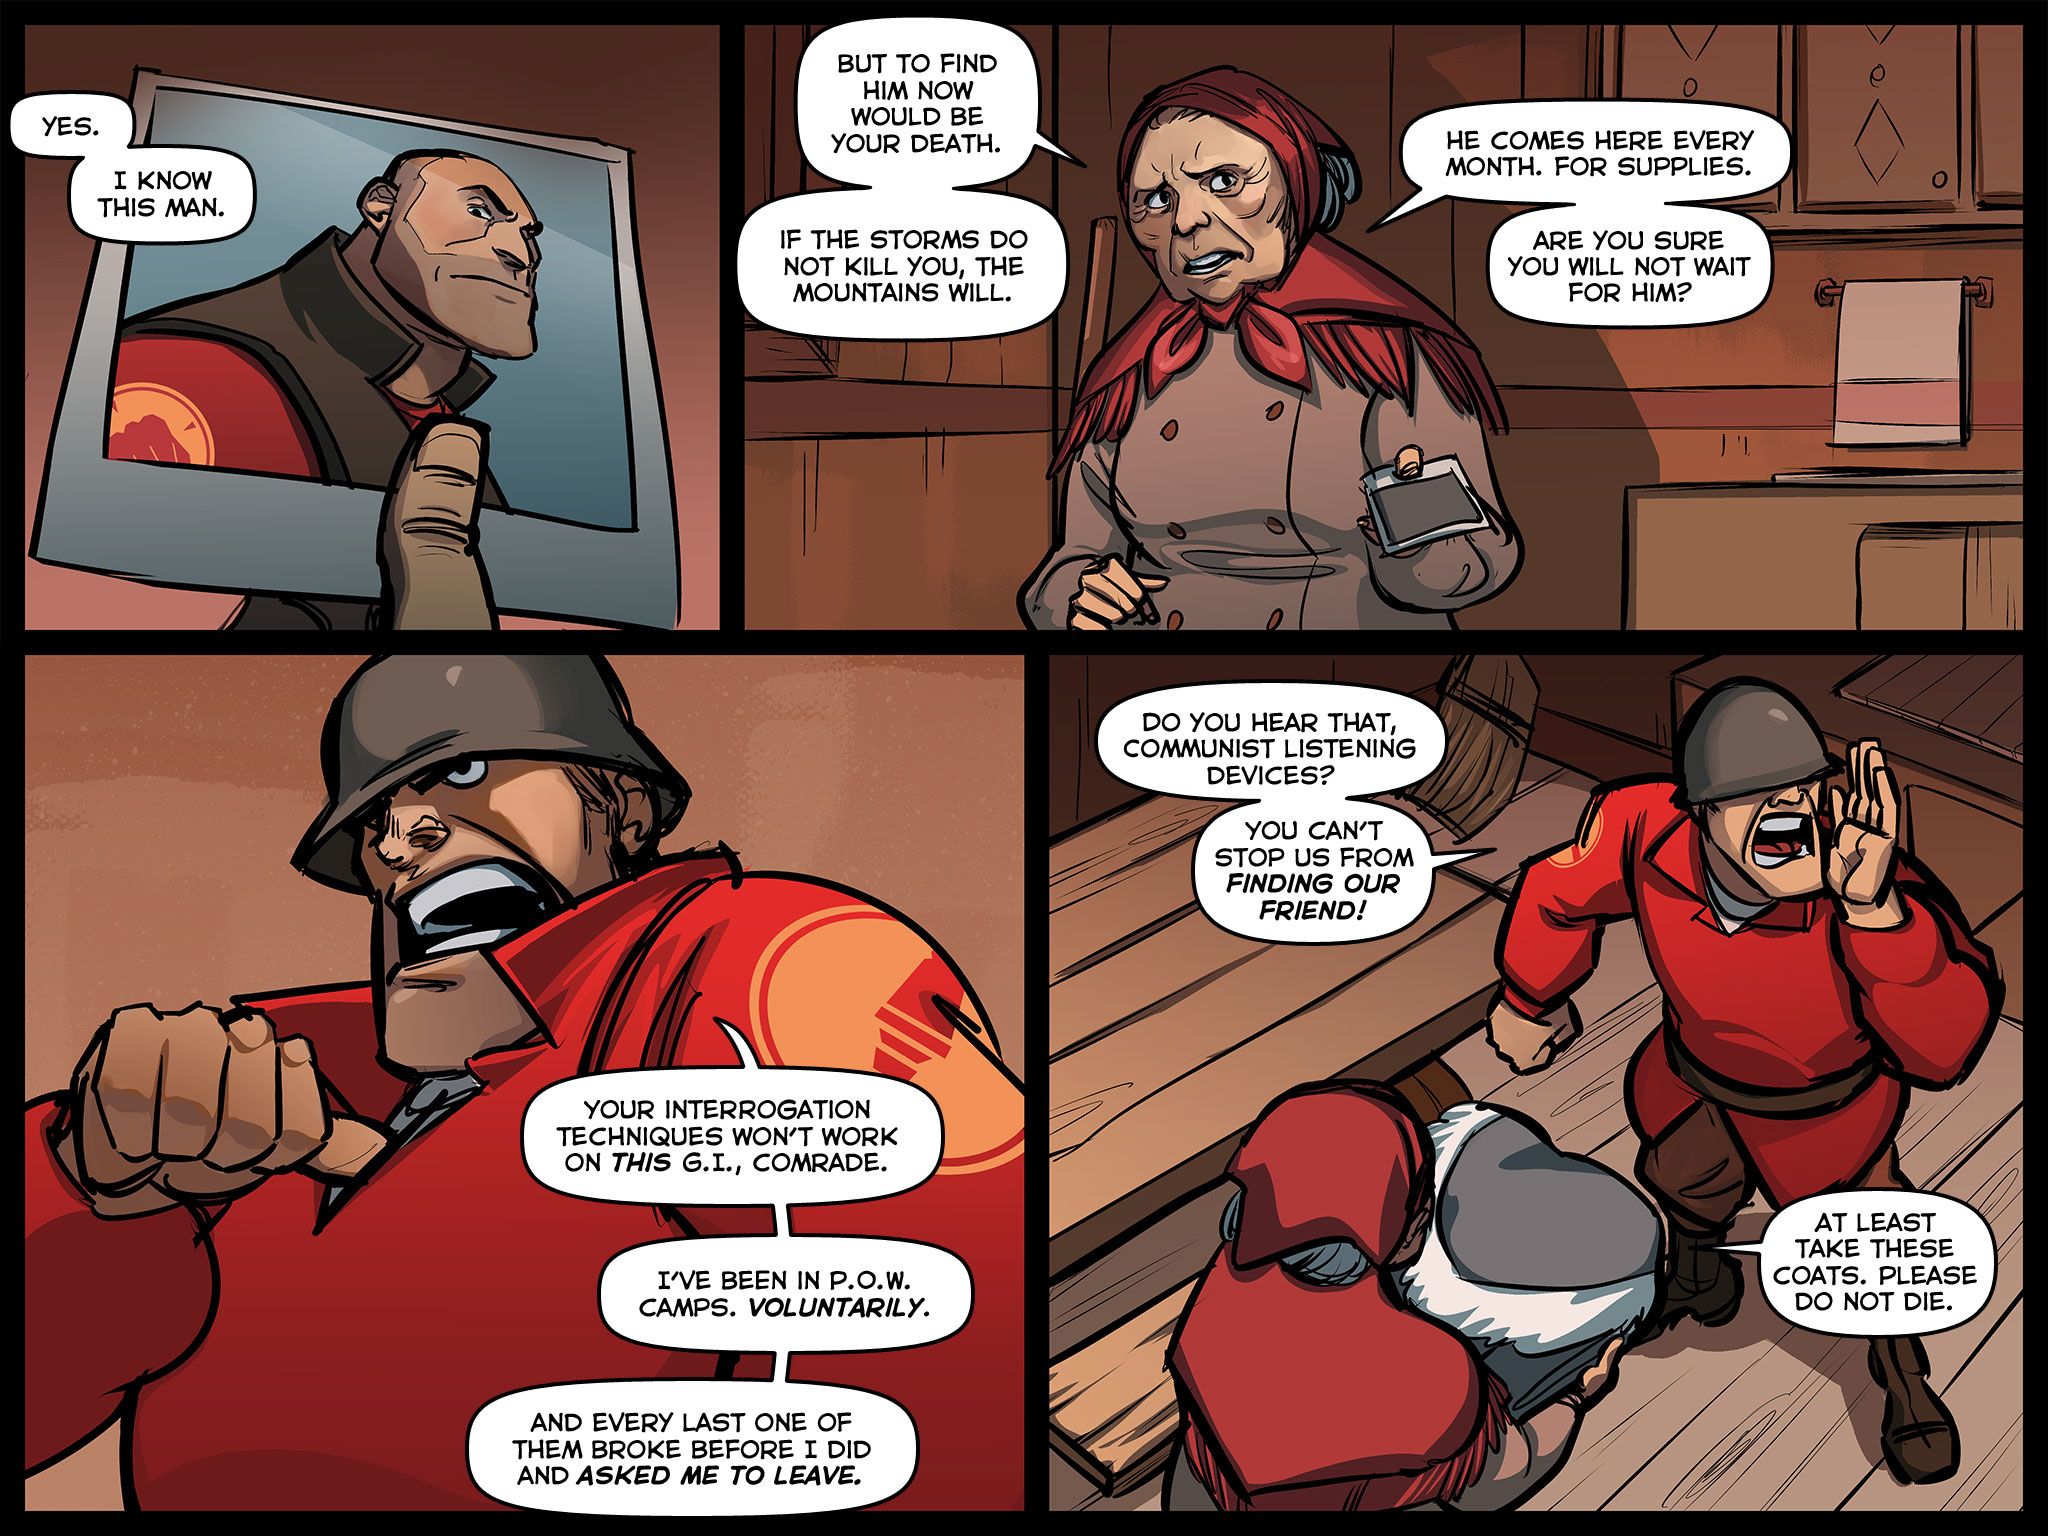 YES.
I KNOW
THIS MAN.
BUT TO FIND
HIM NOW
WOULD BE
YOUR DEATH.
IF THE STORMS DO
NOT KILL YOU, THE
MOUNTAINS WILL.
HE COMES HERE EVERY
MONTH. FOR SUPPLIES.
ARE YOU SURE
YOU WILL NOT WAIT
FOR HIM?
YOUR INTERROGATION
TECHNIQUES WON'T WORK
ON THIS G.I., COMRADE.
I'VE BEEN IN P.O.W.
CAMPS. VOLUNTARILY.
AND EVERY LAST ONE OF
THEM BROKE BEFORE I DID
AND ASKED ME TO LEAVE.
DO YOU HEAR THAT,
COMMUNIST LISTENING
DEVICES?
YOU CAN'T
STOP US FROM
FINDING OUR
FRIEND!
AT LEAST
TAKE THESE
COATS. PLEASE
DO NOT DIE.